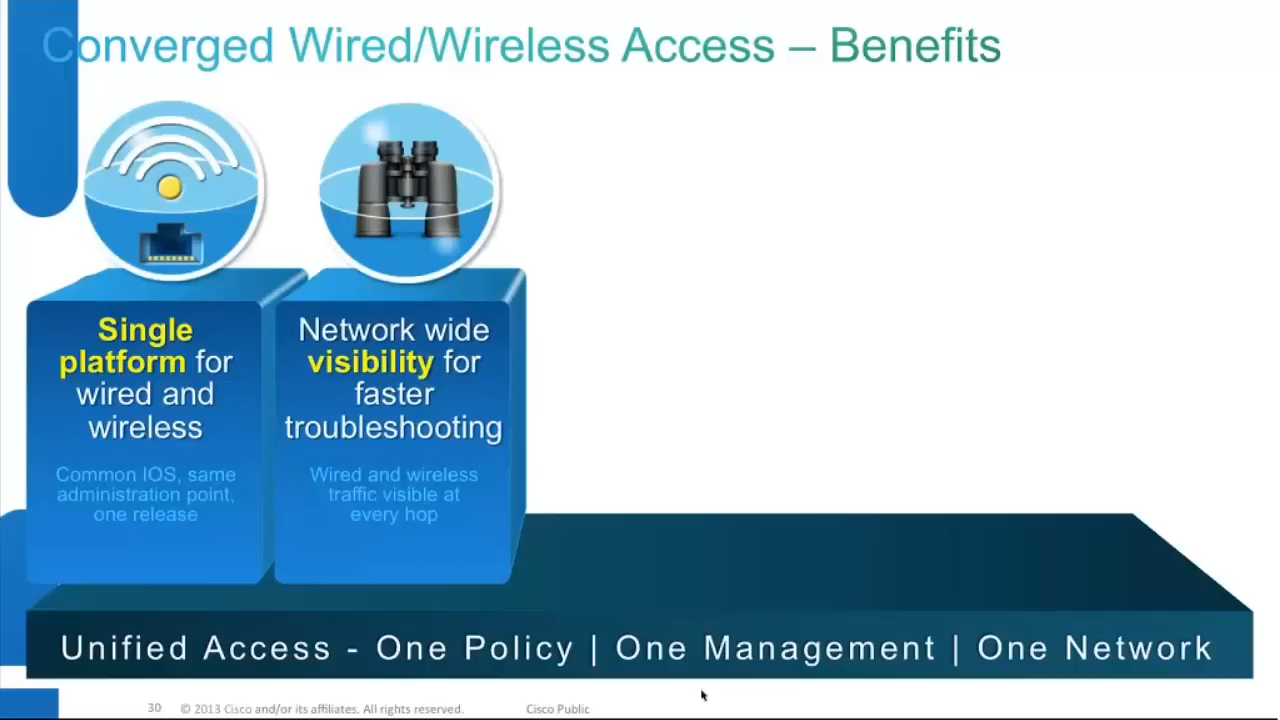 Converged Wired/Wireless Access – Benefits
Single
platform for
wired and
wireless
Common IOS, same
administration point,
one release
Network wide
visibility for
faster
troubleshooting
Wired and wireless
traffic visible at
every hop
Unified Access - One Policy | One Management | One Network
30 © 2013 Cisco and/or its affiliates. All rights reserved. Cisco Public